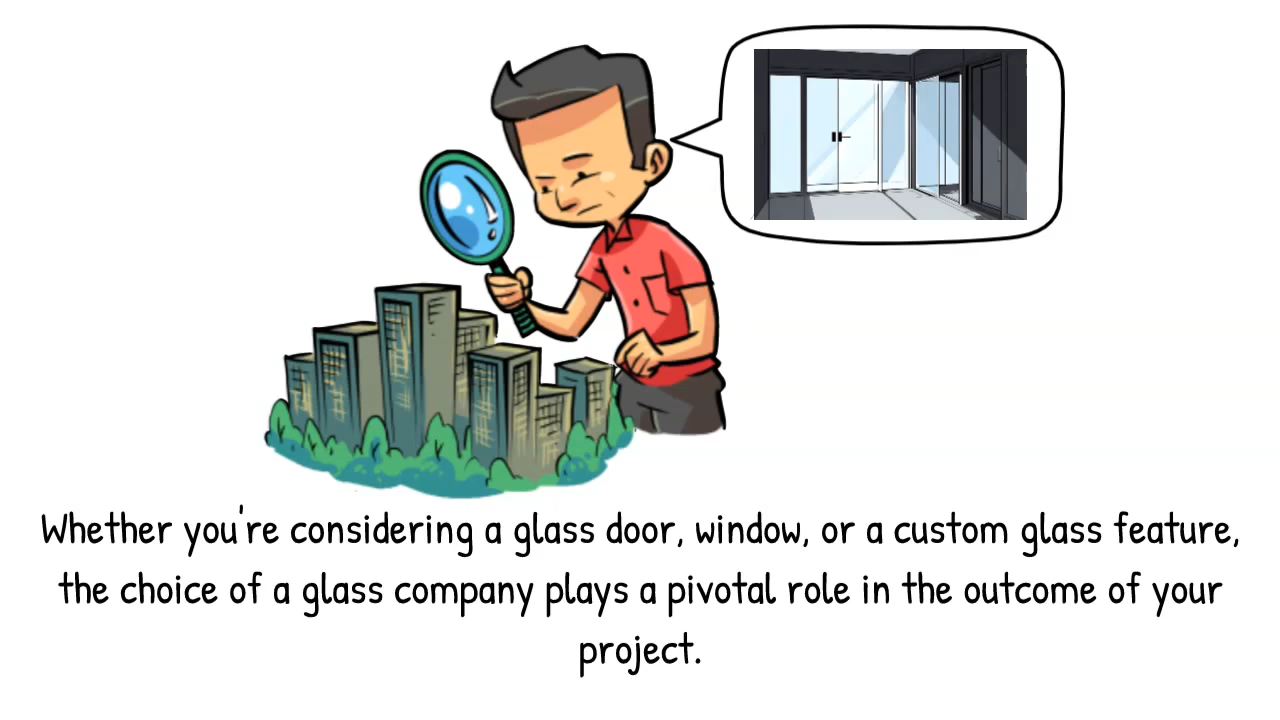 Whether you're considering a glass door, window, or a custom glass feature,
the choice of a glass company plays a pivotal role in the outcome of your
project.